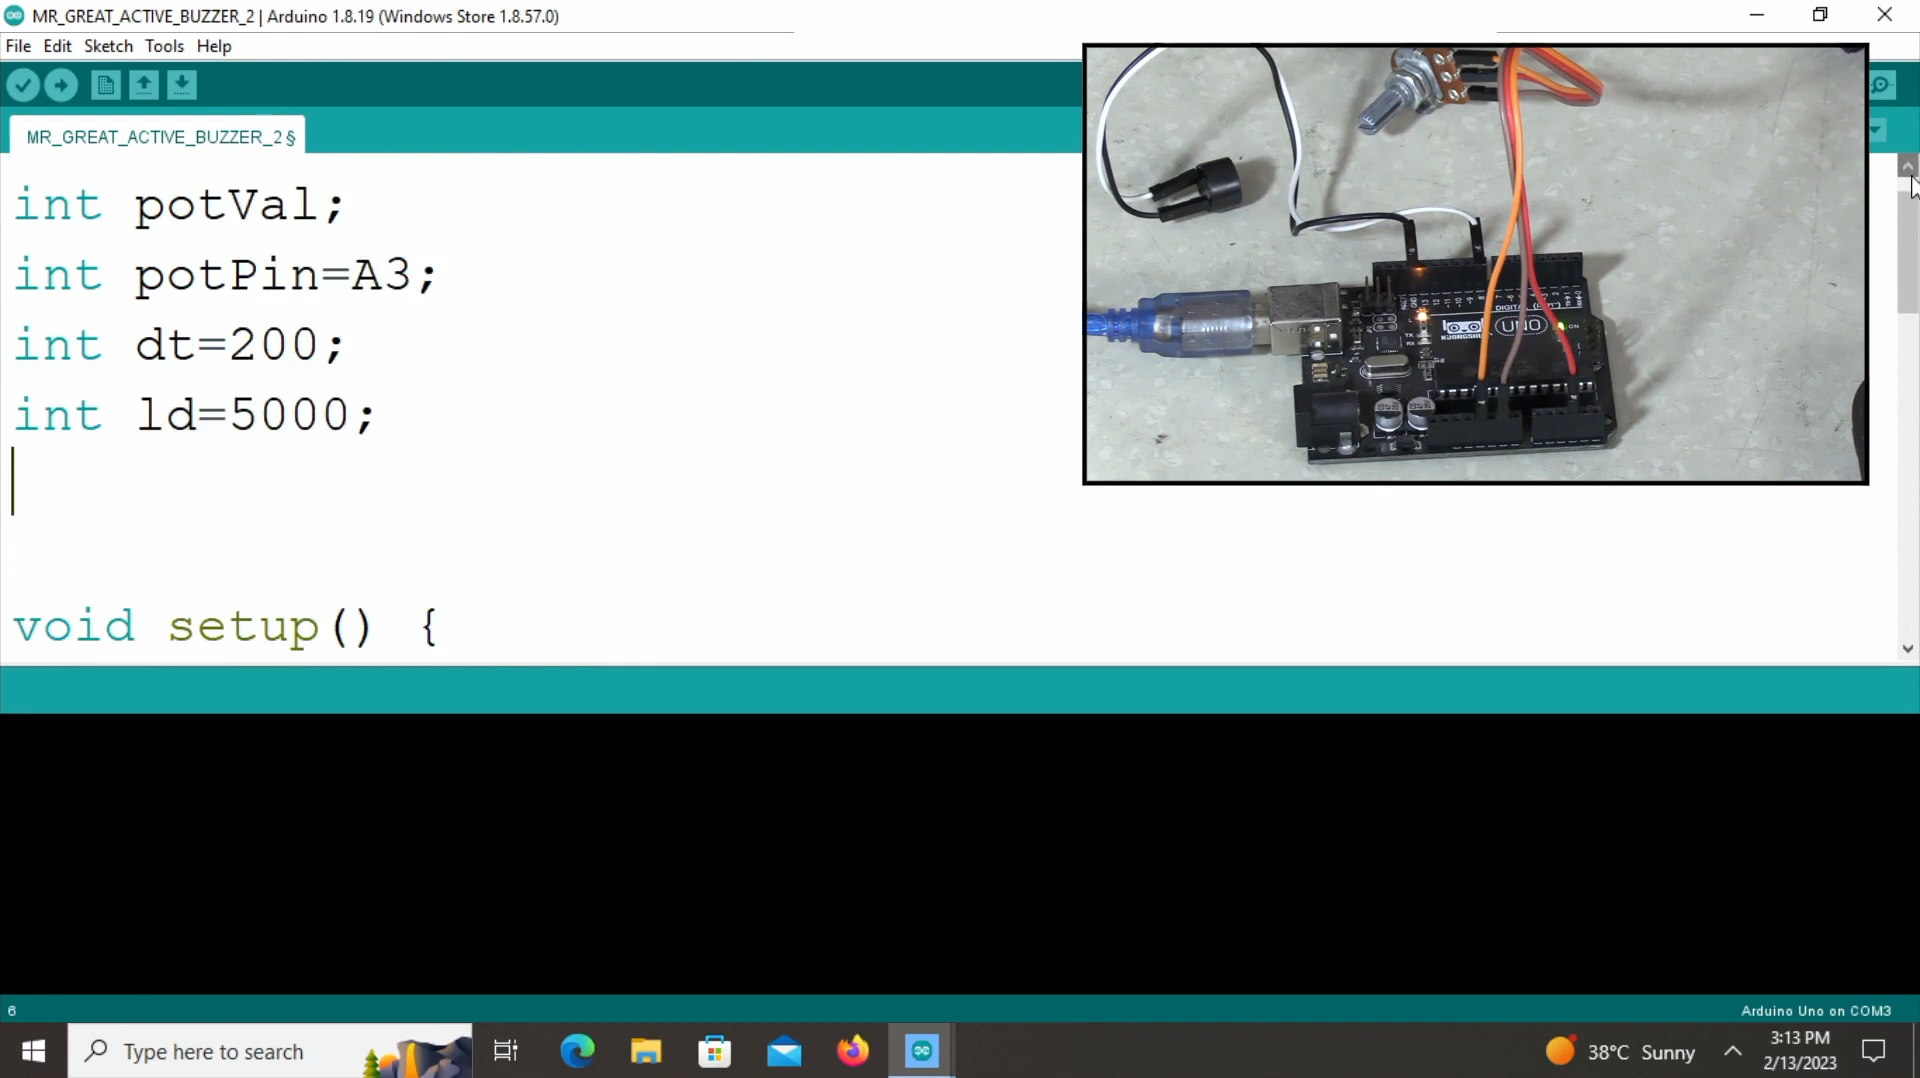 MR_GREAT_ACTIVE_BUZZER_2 | Arduino 1.8.19 (Windows Store 1.8.57.0)
File Edit Sketch Tools Help
MR_GREAT_ACTIVE_BUZZER_2 §
int potVal;
int potPin=A3;
int dt=200;
int ld=5000;
void setup() {
UNO
ON
6
Arduino Uno on COM3
Type here to search
38°C Sunny
3:13 PM
2/13/2023